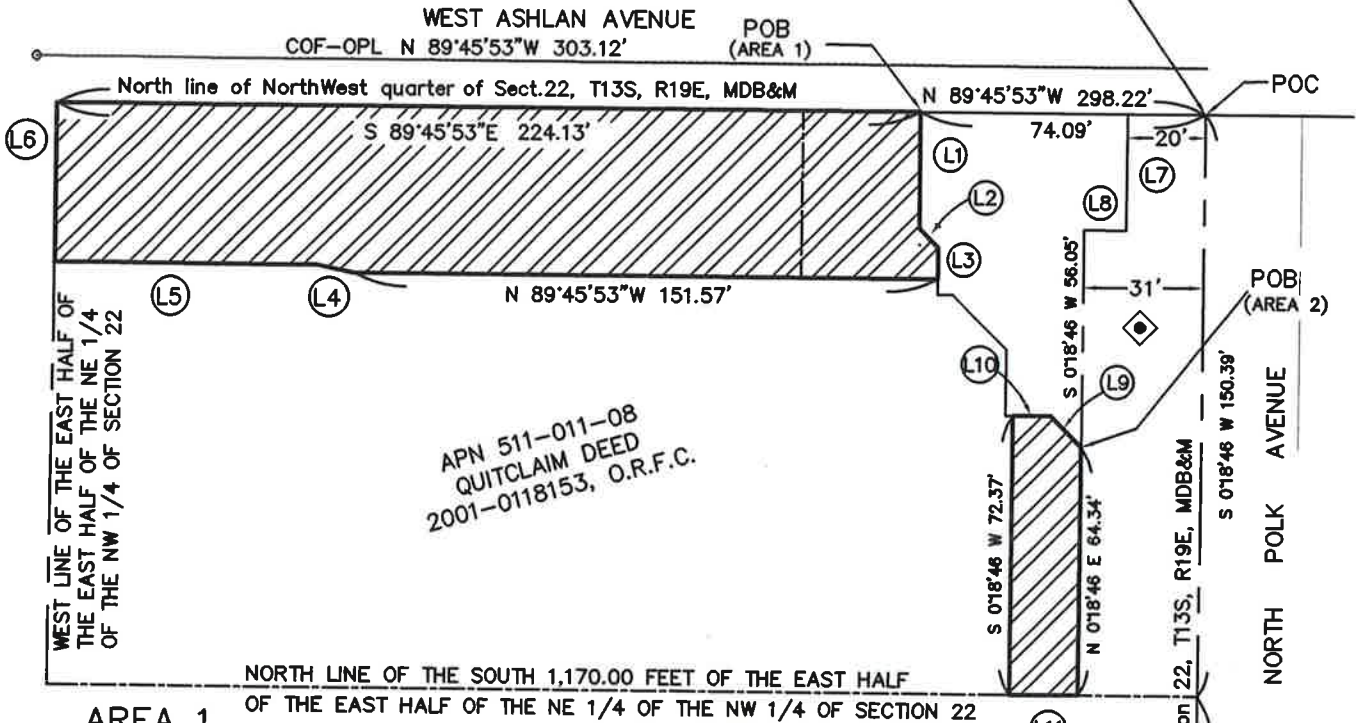 WEST ASHLAN AVENUE
POB
(AREA 1)
COF-OPL N 89°45'53"W 303.12'
North line of NorthWest quarter of Sect.22, T13S, R19E, MDB&M
N 89°45'53"W 298.22'
POC
L6
S 89°45'53"E 224.13'
74.09'
20'
L1
L7
L2
L8
L3
S 0°18'46 W 56.05'
31'
POB
(AREA 2)
L5
L4
N 89°45'53"W 151.57'
WEST LINE OF THE EAST HALF OF
THE EAST HALF OF THE NE 1/4
OF THE NW 1/4 OF SECTION 22
L10
L9
S 0°18'46 W 150.39'
APN 511-011-08
QUITCLAIM DEED
2001-0118153, O.R.F.C.
S 0°18'46 W 72.37'
N 0°18'46 E 64.34'
on 22, T13S, R19E, MDB&M
NORTH POLK AVENUE
NORTH LINE OF THE SOUTH 1,170.00 FEET OF THE EAST HALF
OF THE EAST HALF OF THE NE 1/4 OF THE NW 1/4 OF SECTION 22
AREA 1